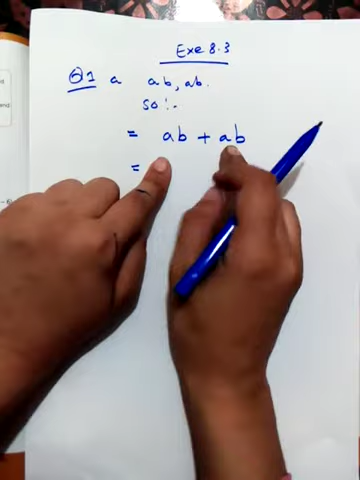 Exe 8.3
Q1 a ab, ab.
SO :-
= ab + ab
=